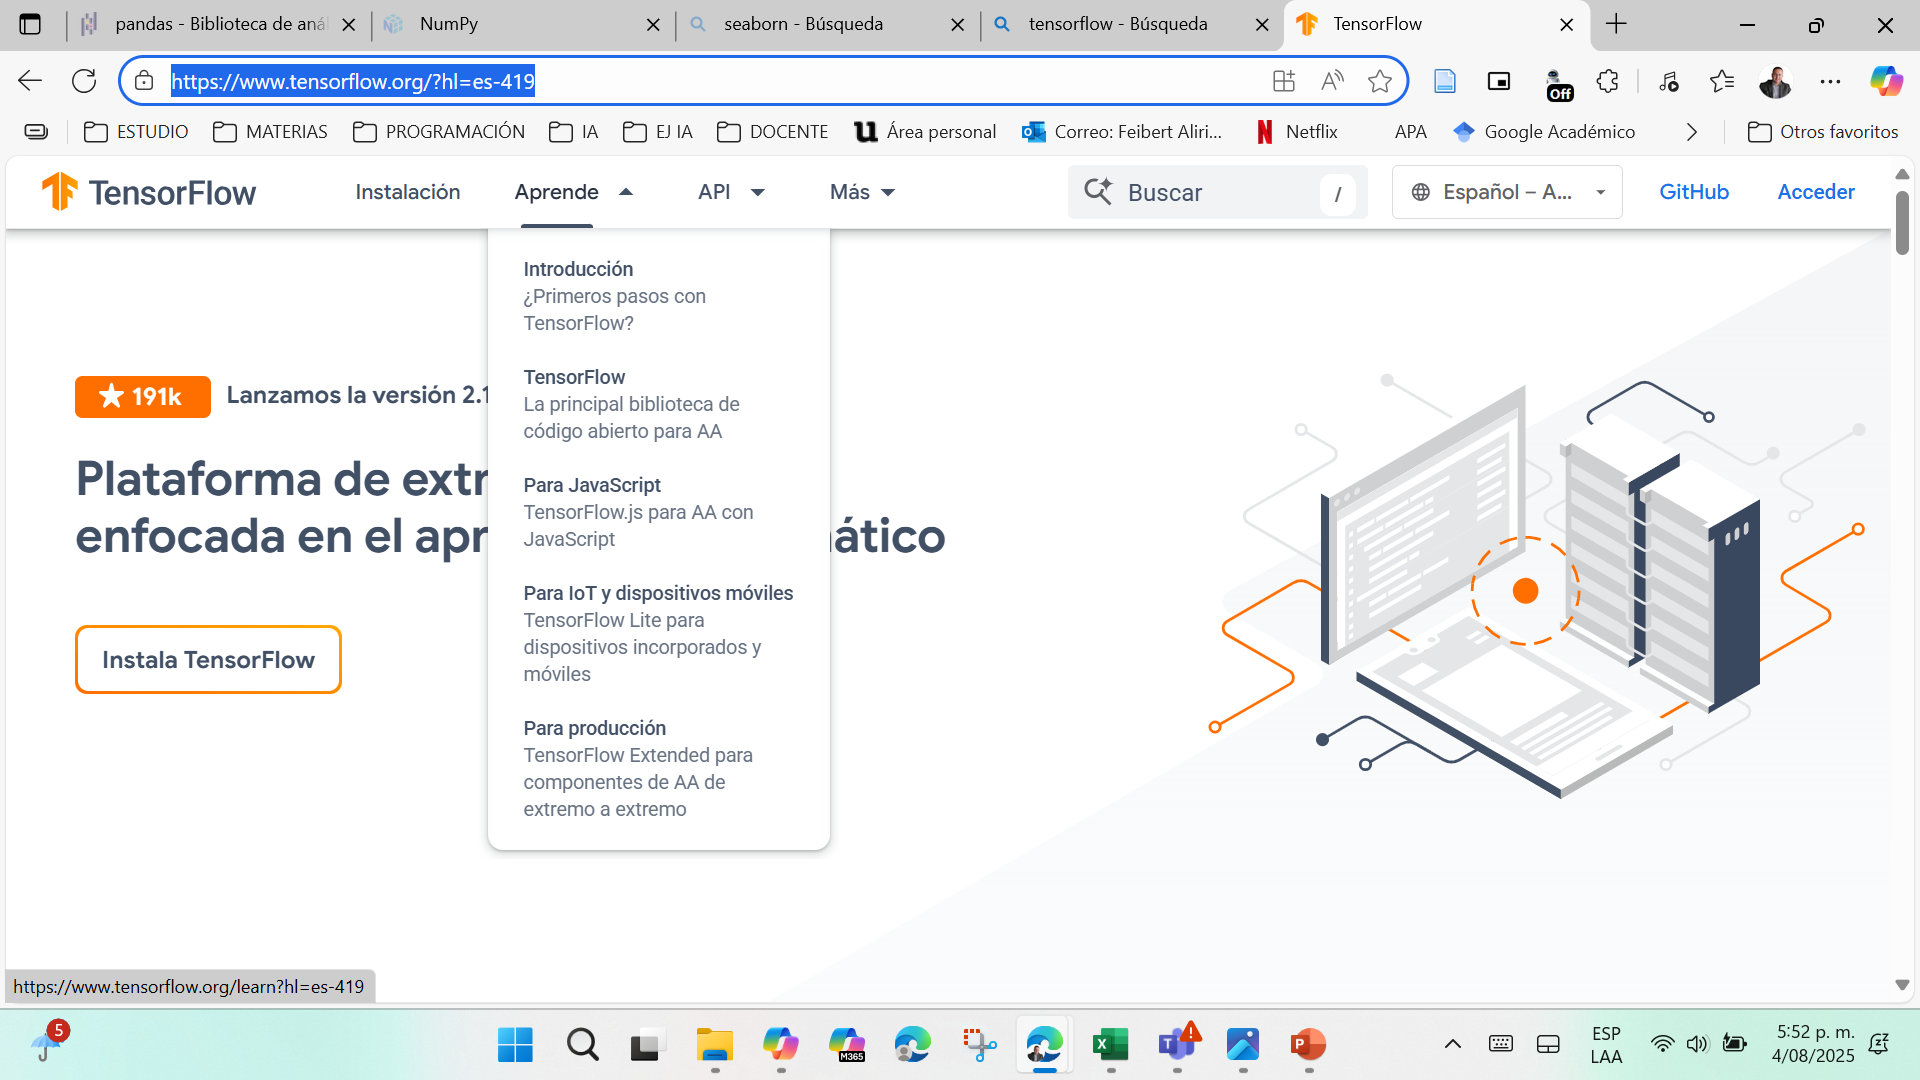 pandas - Biblioteca de aná
NumPy
seaborn - Búsqueda
tensorflow - Búsqueda
TensorFlow
https://www.tensorflow.org/?hl=es-419
Off
ESTUDIO
MATERIAS
PROGRAMACIÓN
IA
EJ IA
DOCENTE
Área personal
Correo: Feibert Aliri...
Netflix
APA
Google Académico
Otros favoritos
TensorFlow
Instalación
Aprende
API
Más
Buscar
/
Español – A...
GitHub
Acceder
Introducción
¿Primeros pasos con
TensorFlow?
TensorFlow
La principal biblioteca de
código abierto para AA
Para JavaScript
TensorFlow.js para AA con
JavaScript
Para IoT y dispositivos móviles
TensorFlow Lite para
dispositivos incorporados y
móviles
Para producción
TensorFlow Extended para
componentes de AA de
extremo a extremo
191k
Lanzamos la versión 2.1
Plataforma de extr
enfocada en el apr ático
Instala TensorFlow
https://www.tensorflow.org/learn?hl=es-419
5
M365
ESP
LAA
5:52 p. m.
4/08/2025